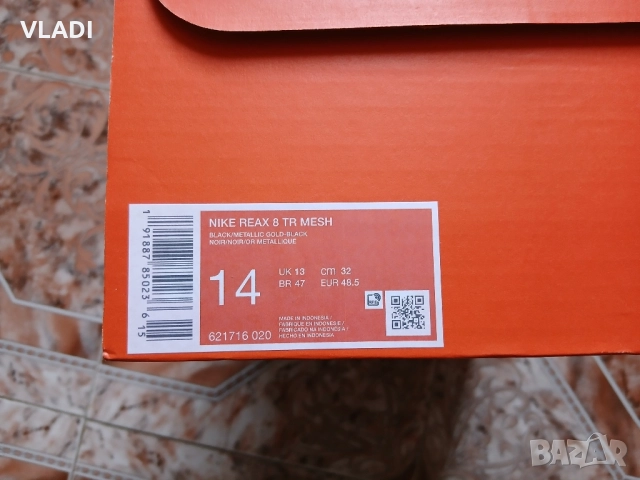 VLADI
NIKE REAX 8 TR MESH
BLACK/METALLIC GOLD-BLACK
NOIR/NOIR/OR METALLIQUE
14
UK 13 cm 32
BR 47 EUR 48.5
621716 020
MADE IN INDONESIA /
FABRIQUE EN INDONESIE /
FABRICADO NA INDONESIA /
HECHO EN INDONESIA
1 91887 85023 615
BAZAR